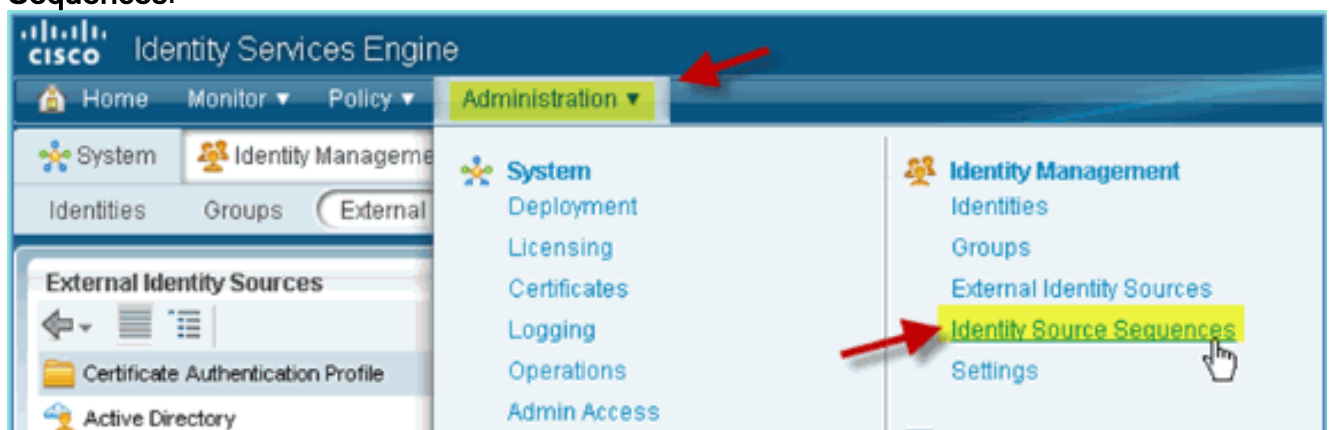 Sequences.
cisco Identity Services Engine
Home Monitor ▾ Policy ▾ Administration ▾
System Identity Manageme
Identities Groups External
External Identity Sources
Certificate Authentication Profile
Active Directory
System
Deployment
Licensing
Certificates
Logging
Operations
Admin Access
Identity Management
Identities
Groups
External Identity Sources
Identity Source Sequences
Settings